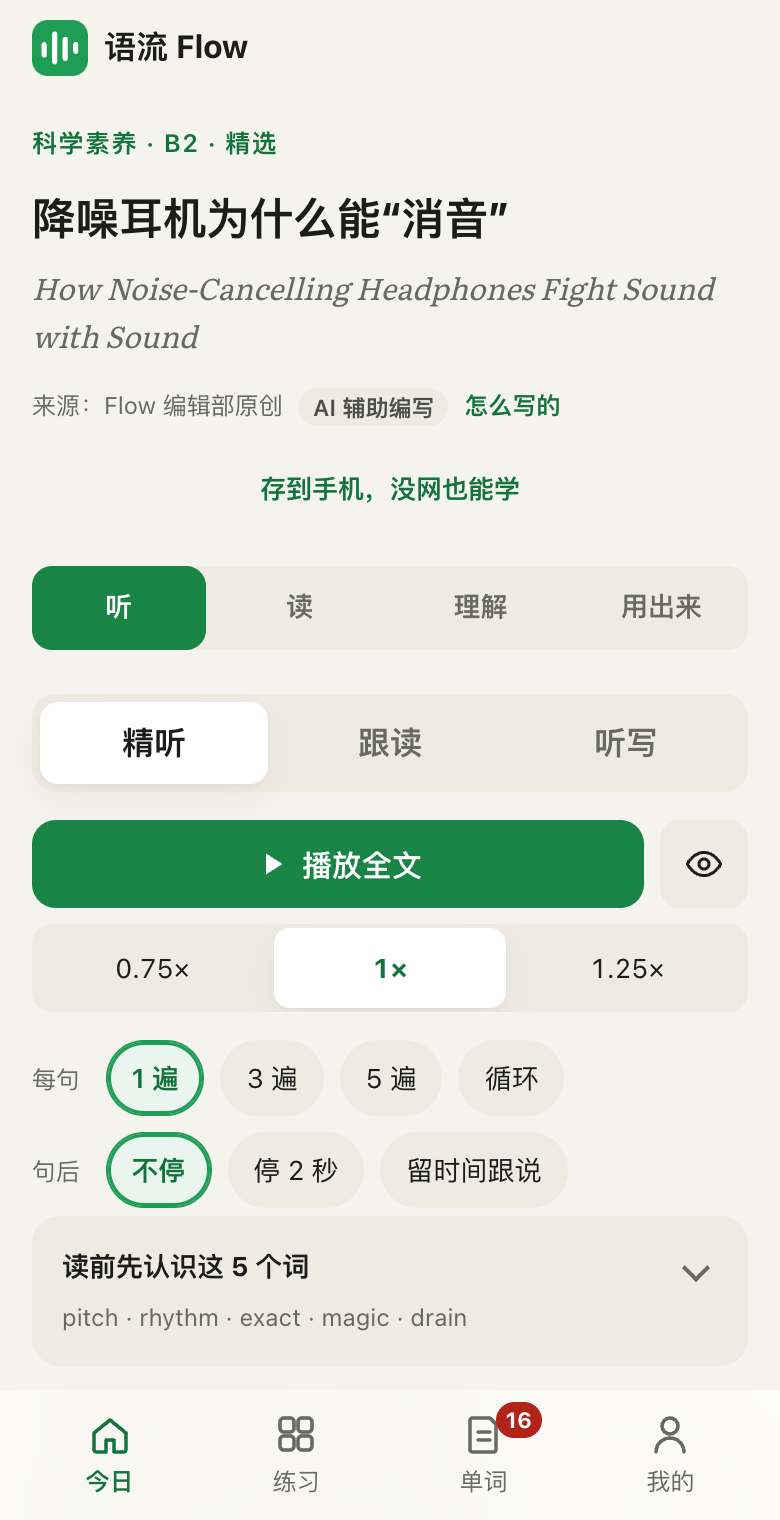 语流 Flow
科学素养 · B2 · 精选
降噪耳机为什么能“消音”
How Noise-Cancelling Headphones Fight Sound
with Sound
来源：Flow 编辑部原创 AI 辅助编写 怎么写的
存到手机，没网也能学
听 读 理解 用出来
精听 跟读 听写
播放全文
0.75× 1× 1.25×
每句 1 遍 3 遍 5 遍 循环
句后 不停 停 2 秒 留时间跟说
读前先认识这 5 个词
pitch · rhythm · exact · magic · drain
16
今日 练习 单词 我的